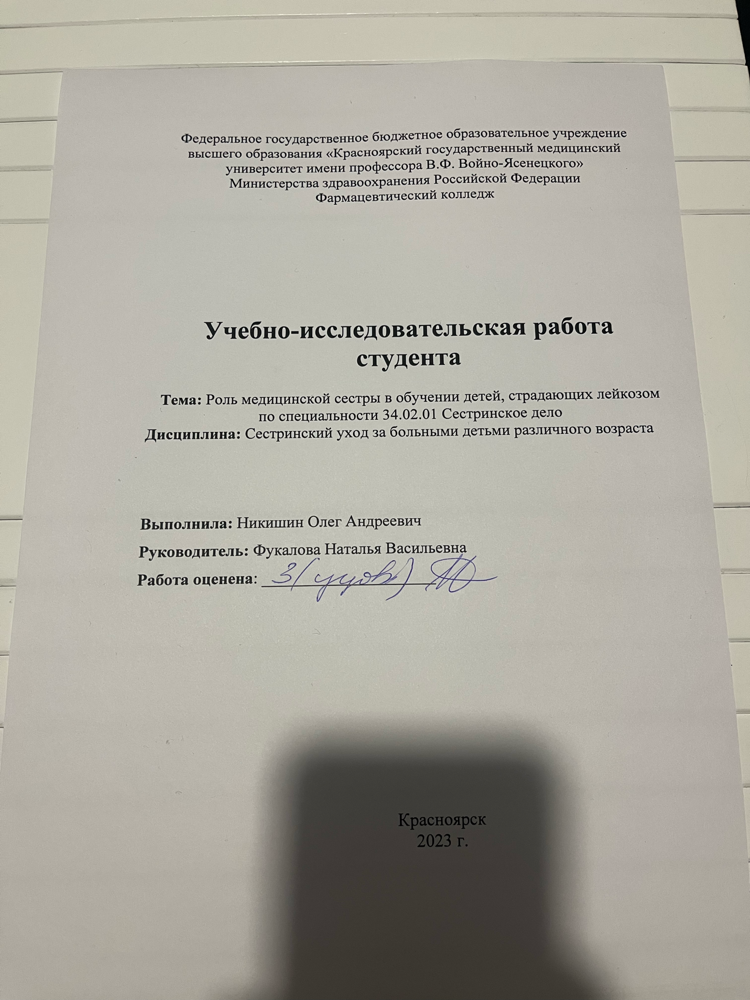 Федеральное государственное бюджетное образовательное учреждение
высшего образования «Красноярский государственный медицинский
университет имени профессора В.Ф. Войно-Ясенецкого»
Министерства здравоохранения Российской Федерации
Фармацевтический колледж
Учебно-исследовательская работа
студента
Тема: Роль медицинской сестры в обучении детей, страдающих лейкозом
по специальности 34.02.01 Сестринское дело
Дисциплина: Сестринский уход за больными детьми различного возраста
Выполнила: Никишин Олег Андреевич
Руководитель: Фукалова Наталья Васильевна
Работа оценена: 3
Красноярск
2023 г.